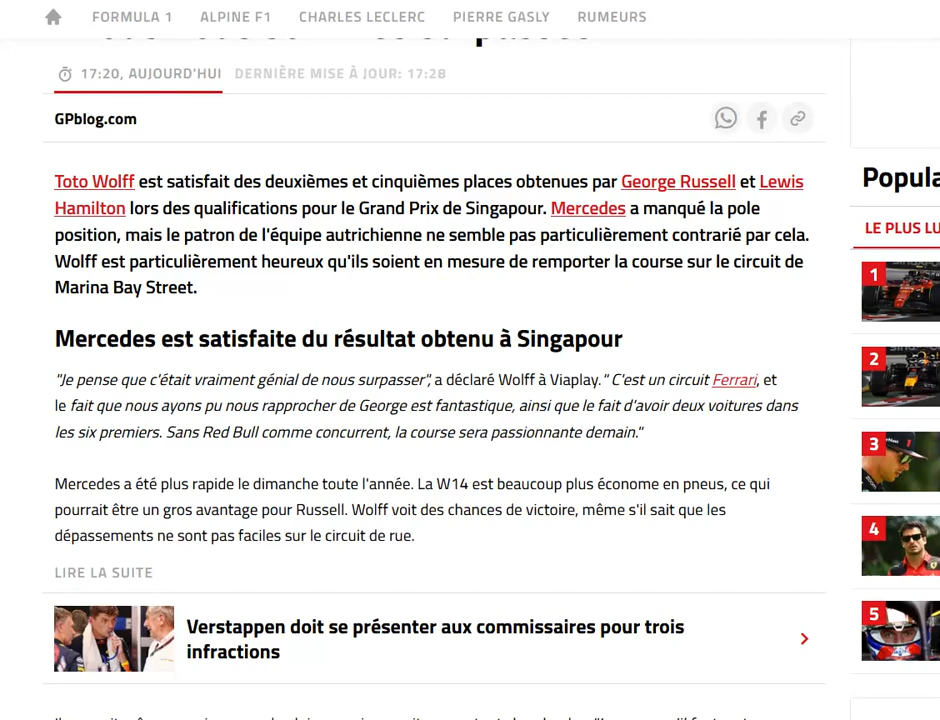 FORMULA 1 ALPINE F1 CHARLES LECLERC PIERRE GASLY RUMEURS
17:20, AUJOURD'HUI DERNIÈRE MISE À JOUR: 17:28
GPblog.com
Toto Wolff est satisfait des deuxièmes et cinquièmes places obtenues par George Russell et Lewis
Hamilton lors des qualifications pour le Grand Prix de Singapour. Mercedes a manqué la pole
position, mais le patron de l'équipe autrichienne ne semble pas particulièrement contrarié par cela.
Wolff est particulièrement heureux qu'ils soient en mesure de remporter la course sur le circuit de
Marina Bay Street.
Mercedes est satisfaite du résultat obtenu à Singapour
"Je pense que c'était vraiment génial de nous surpasser", a déclaré Wolff à Viaplay. " C'est un circuit Ferrari, et
le fait que nous ayons pu nous rapprocher de George est fantastique, ainsi que le fait d'avoir deux voitures dans
les six premiers. Sans Red Bull comme concurrent, la course sera passionnante demain."
Mercedes a été plus rapide le dimanche toute l'année. La W14 est beaucoup plus économe en pneus, ce qui
pourrait être un gros avantage pour Russell. Wolff voit des chances de victoire, même s'il sait que les
dépassements ne sont pas faciles sur le circuit de rue.
LIRE LA SUITE
Verstappen doit se présenter aux commissaires pour trois
infractions
Popula
LE PLUS LU
1
2
3
4
5